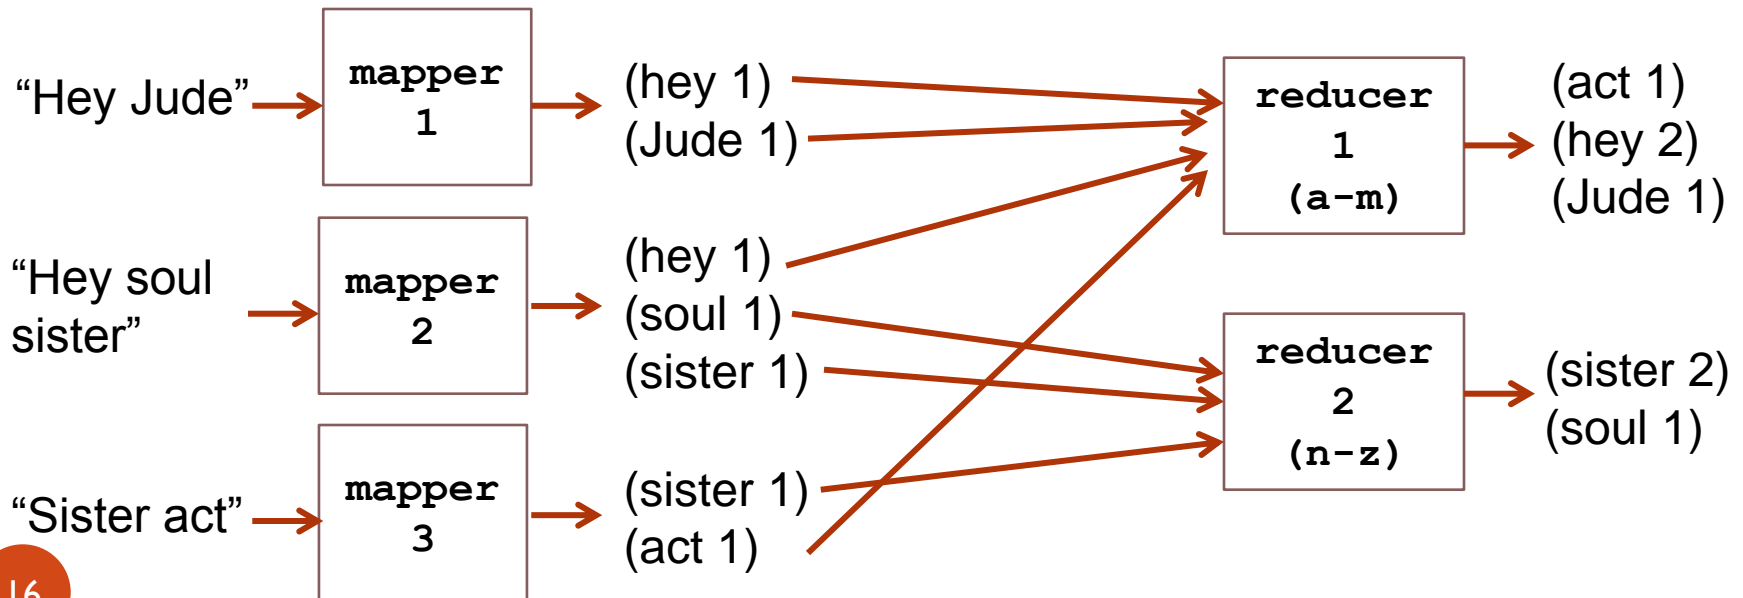 “Hey Jude”
mapper
1
(hey 1)
(Jude 1)
reducer
1
(a-m)
(act 1)
(hey 2)
(Jude 1)
“Hey soul
sister”
mapper
2
(hey 1)
(soul 1)
(sister 1)
reducer
2
(n-z)
(sister 2)
(soul 1)
“Sister act”
mapper
3
(sister 1)
(act 1)
16